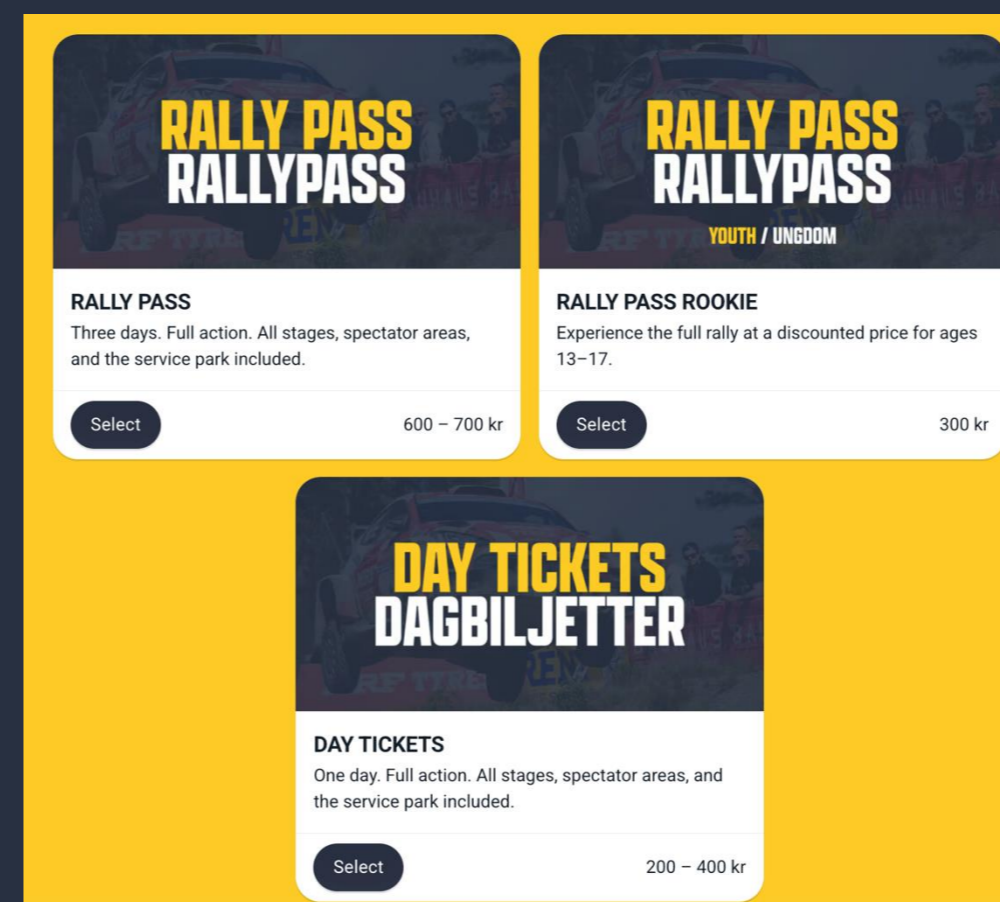 RALLY PASS
RALLYPASS
RALLY PASS
Three days. Full action. All stages, spectator areas,
and the service park included.
Select
600 – 700 kr
RALLY PASS
RALLYPASS
YOUTH / UNGDOM
RALLY PASS ROOKIE
Experience the full rally at a discounted price for ages
13–17.
Select
300 kr
DAY TICKETS
DAGBILJETTER
DAY TICKETS
One day. Full action. All stages, spectator areas, and
the service park included.
Select
200 – 400 kr